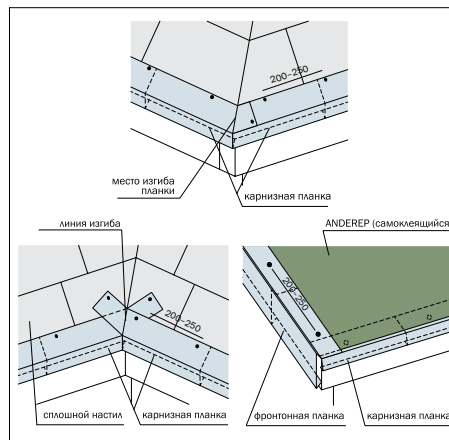 200–250
место изгиба
планки
карнизная планка
линия изгиба
ANDEREP (самоклеящийся
200–250
200–250
сплошной настил
карнизная планка
фронтонная планка
карнизная планка